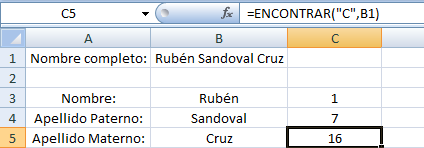 C5 fx =ENCONTRAR("C",B1)
A B C
1 Nombre completo: Rubén Sandoval Cruz
2
3 Nombre: Rubén 1
4 Apellido Paterno: Sandoval 7
5 Apellido Materno: Cruz 16